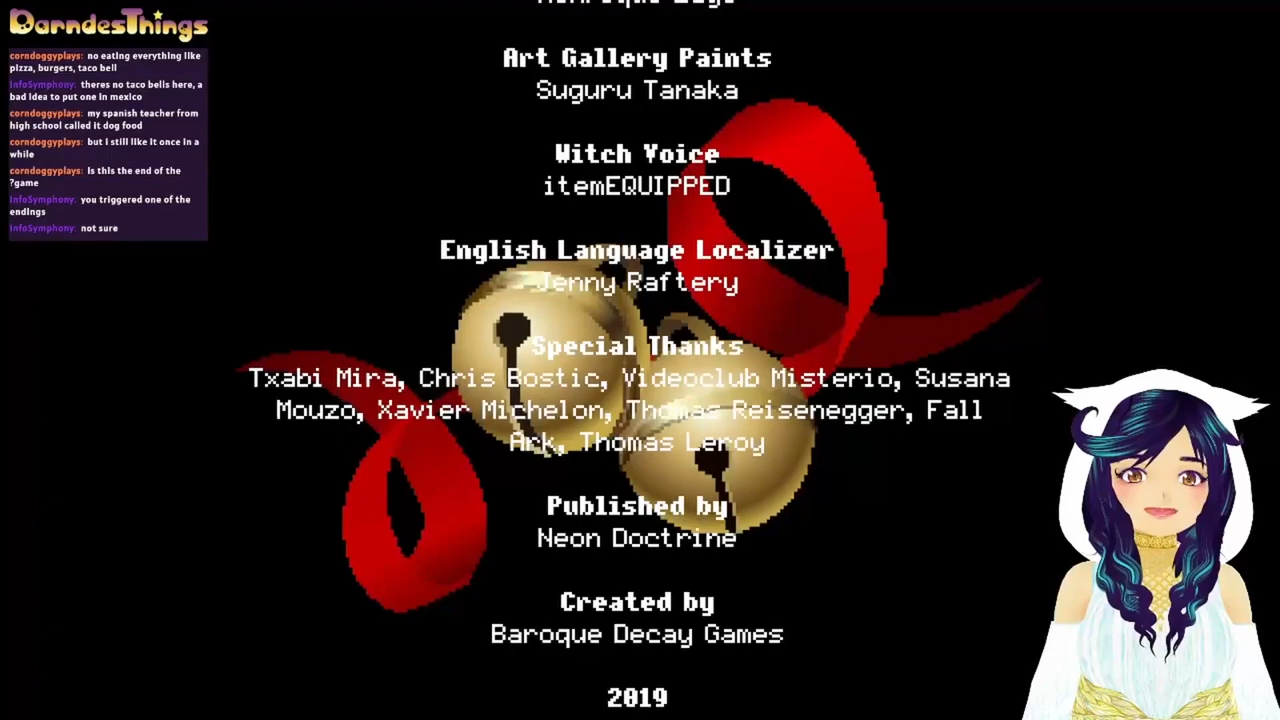 DarndesThings
corndoggyplays: no eating everything like
pizza, burgers, taco bell
InfoSymphony: theres no taco bells here, a
bad idea to put one in mexico
corndoggyplays: my spanish teacher from
high school called it dog food
corndoggyplays: but i still like it once in a
while
corndoggyplays: Is this the end of the
?game
InfoSymphony: you triggered one of the
endings
InfoSymphony: not sure
Art Gallery Paints
Suguru Tanaka
Witch Voice
itemEQUIPPED
English Language Localizer
Jenny Raftery
Special Thanks
Txabi Mira, Chris Bostic, Videoclub Misterio, Susana
Mouzo, Xavier Michelon, Thomas Reisenegger, Fall
Ark, Thomas Leroy
Published by
Neon Doctrine
Created by
Baroque Decay Games
2019